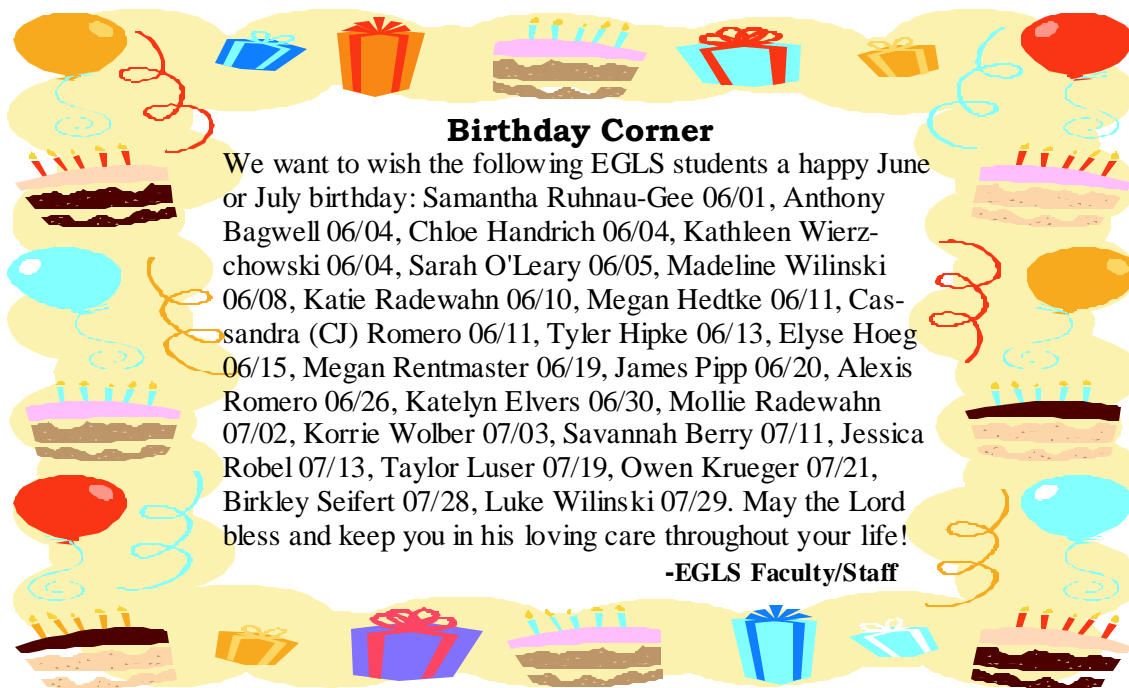 Birthday Corner
We want to wish the following EGLS students a happy June
or July birthday: Samantha Ruhnau-Gee 06/01, Anthony
Bagwell 06/04, Chloe Handrich 06/04, Kathleen Wierz-
chowski 06/04, Sarah O'Leary 06/05, Madeline Wilinski
06/08, Katie Radewahn 06/10, Megan Hedtke 06/11, Cas-
sandra (CJ) Romero 06/11, Tyler Hipke 06/13, Elyse Hoeg
06/15, Megan Rentmaster 06/19, James Pipp 06/20, Alexis
Romero 06/26, Katelyn Elvers 06/30, Mollie Radewahn
07/02, Korrie Wolber 07/03, Savannah Berry 07/11, Jessica
Robel 07/13, Taylor Luser 07/19, Owen Krueger 07/21,
Birkley Seifert 07/28, Luke Wilinski 07/29. May the Lord
bless and keep you in his loving care throughout your life!
-EGLS Faculty/Staff